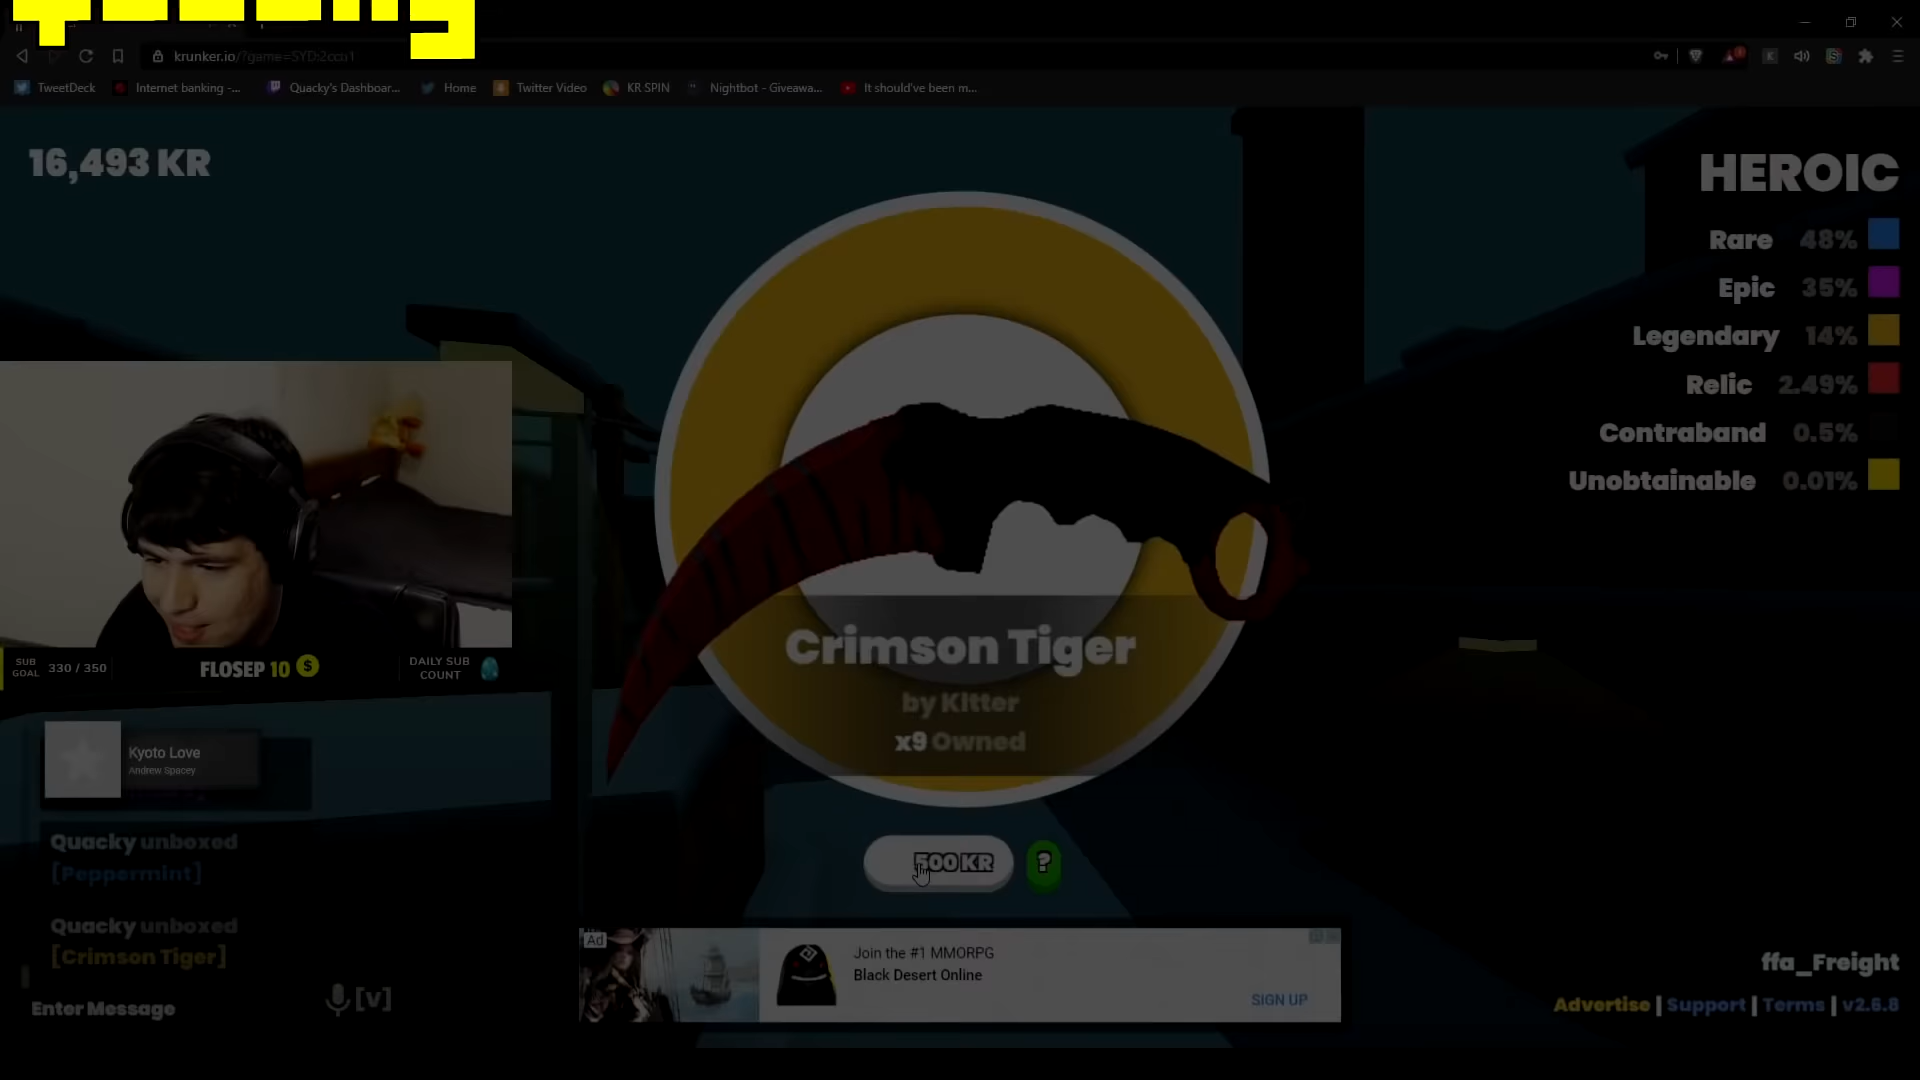 krunker.io/?game=SYD:2ccu1
TweetDeck
Internet banking -...
Quacky's Dashboar...
Home
Twitter Video
KR SPIN
Nightbot - Giveawa...
It should've been m...
16,493 KR
HEROIC
Rare 48%
Epic 35%
Legendary 14%
Relic 2.49%
Contraband 0.5%
Unobtainable 0.01%
SUB GOAL 330 / 350
FLOSEP 10 $
DAILY SUB COUNT
Crimson Tiger
by Kitter
x9 Owned
500 KR
?
Kyoto Love
Andrew Spacey
Quacky unboxed
[Peppermint]
Quacky unboxed
[Crimson Tiger]
Enter Message
[v]
Ad
Join the #1 MMORPG
Black Desert Online
SIGN UP
ffa_Freight
Advertise | Support | Terms | v2.6.8